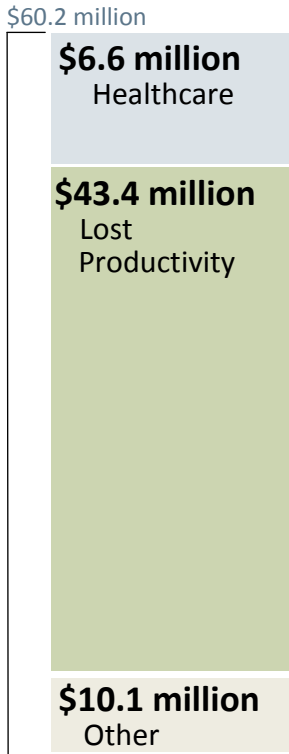 $60.2 million
$6.6 million
Healthcare
$43.4 million
Lost
Productivity
$10.1 million
Other